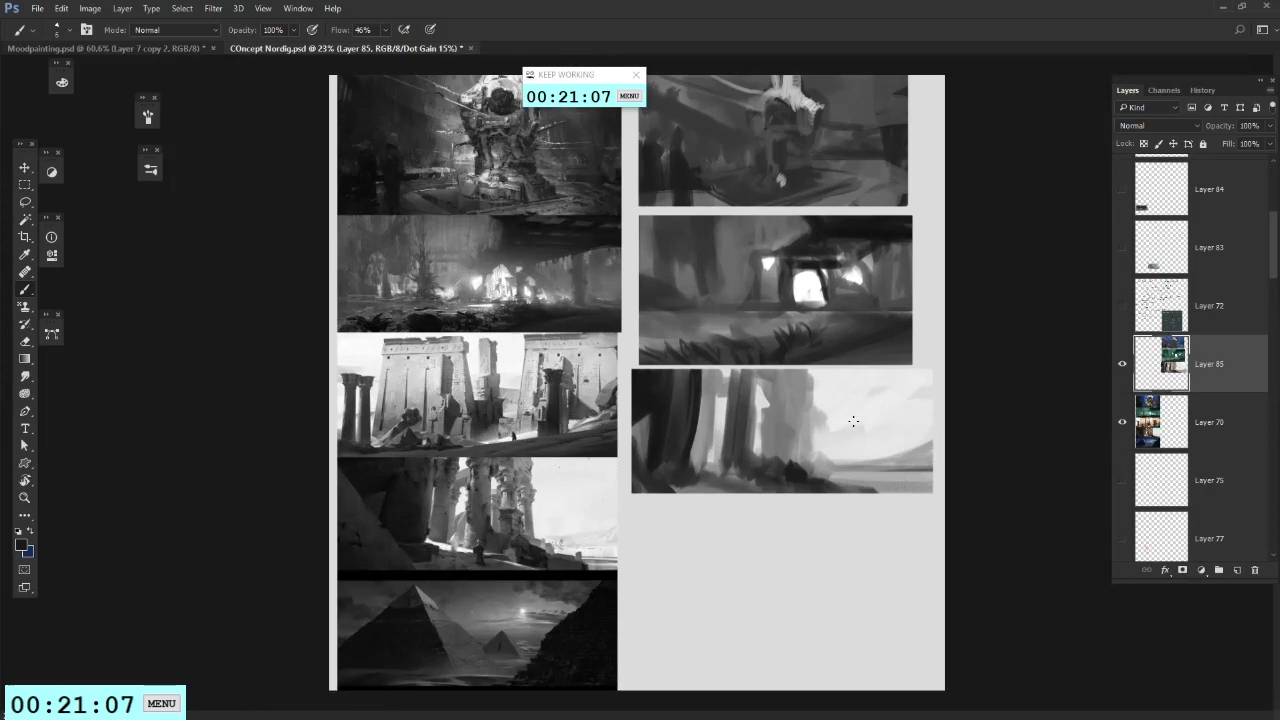 Ps File Edit Image Layer Type Select Filter 3D View Window Help
Mode: Normal Opacity: 100% Flow: 46%
Moodpainting.psd @ 60,6% (Layer 7 copy 2, RGB/8) * × COncept Nordig.psd @ 23% (Layer 85, RGB/8/Dot Gain 15%) * ×
KEEP WORKING
00:21:07 MENU
Layers Channels History
Kind
Normal Opacity: 100%
Lock: Fill: 100%
Layer 84
Layer 83
Layer 72
Layer 85
Layer 70
Layer 75
Layer 77
fx
00:21:07 MENU